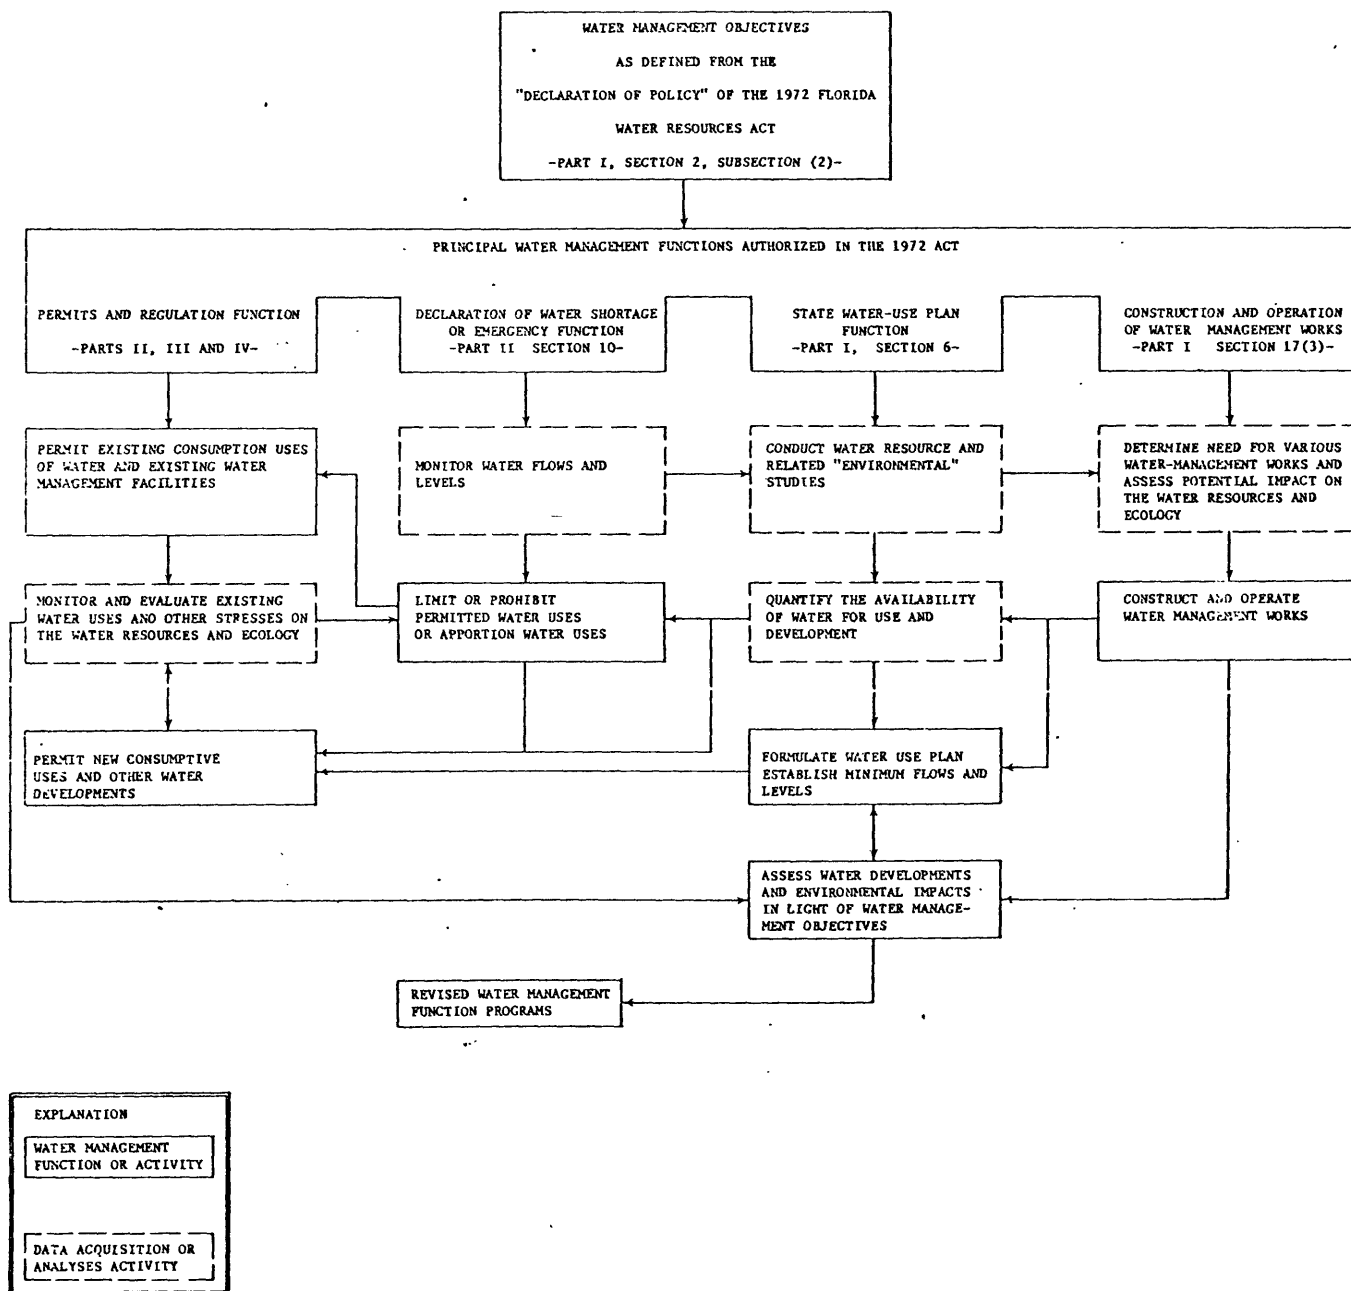 WATER MANAGEMENT OBJECTIVES
AS DEFINED FROM THE
"DECLARATION OF POLICY" OF THE 1972 FLORIDA
WATER RESOURCES ACT
-PART I, SECTION 2, SUBSECTION (2)-
PRINCIPAL WATER MANAGEMENT FUNCTIONS AUTHORIZED IN THE 1972 ACT
PERMITS AND REGULATION FUNCTION
-PARTS II, III AND IV-
DECLARATION OF WATER SHORTAGE
OR EMERGENCY FUNCTION
-PART II SECTION 10-
STATE WATER-USE PLAN
FUNCTION
-PART I, SECTION 6-
CONSTRUCTION AND OPERATION
OF WATER MANAGEMENT WORKS
-PART I SECTION 17(3)-
PERMIT EXISTING CONSUMPTION USES
OF WATER AND EXISTING WATER
MANAGEMENT FACILITIES
MONITOR WATER FLOWS AND
LEVELS
CONDUCT WATER RESOURCE AND
RELATED "ENVIRONMENTAL"
STUDIES
DETERMINE NEED FOR VARIOUS
WATER-MANAGEMENT WORKS AND
ASSESS POTENTIAL IMPACT ON
THE WATER RESOURCES AND
ECOLOGY
MONITOR AND EVALUATE EXISTING
WATER USES AND OTHER STRESSES ON
THE WATER RESOURCES AND ECOLOGY
LIMIT OR PROHIBIT
PERMITTED WATER USES
OR APPORTION WATER USES
QUANTIFY THE AVAILABILITY
OF WATER FOR USE AND
DEVELOPMENT
CONSTRUCT AND OPERATE
WATER MANAGEMENT WORKS
PERMIT NEW CONSUMPTIVE
USES AND OTHER WATER
DEVELOPMENTS
FORMULATE WATER USE PLAN
ESTABLISH MINIMUM FLOWS AND
LEVELS
ASSESS WATER DEVELOPMENTS
AND ENVIRONMENTAL IMPACTS
IN LIGHT OF WATER MANAGE-
MENT OBJECTIVES
REVISED WATER MANAGEMENT
FUNCTION PROGRAMS
EXPLANATION
WATER MANAGEMENT
FUNCTION OR ACTIVITY
DATA ACQUISITION OR
ANALYSES ACTIVITY